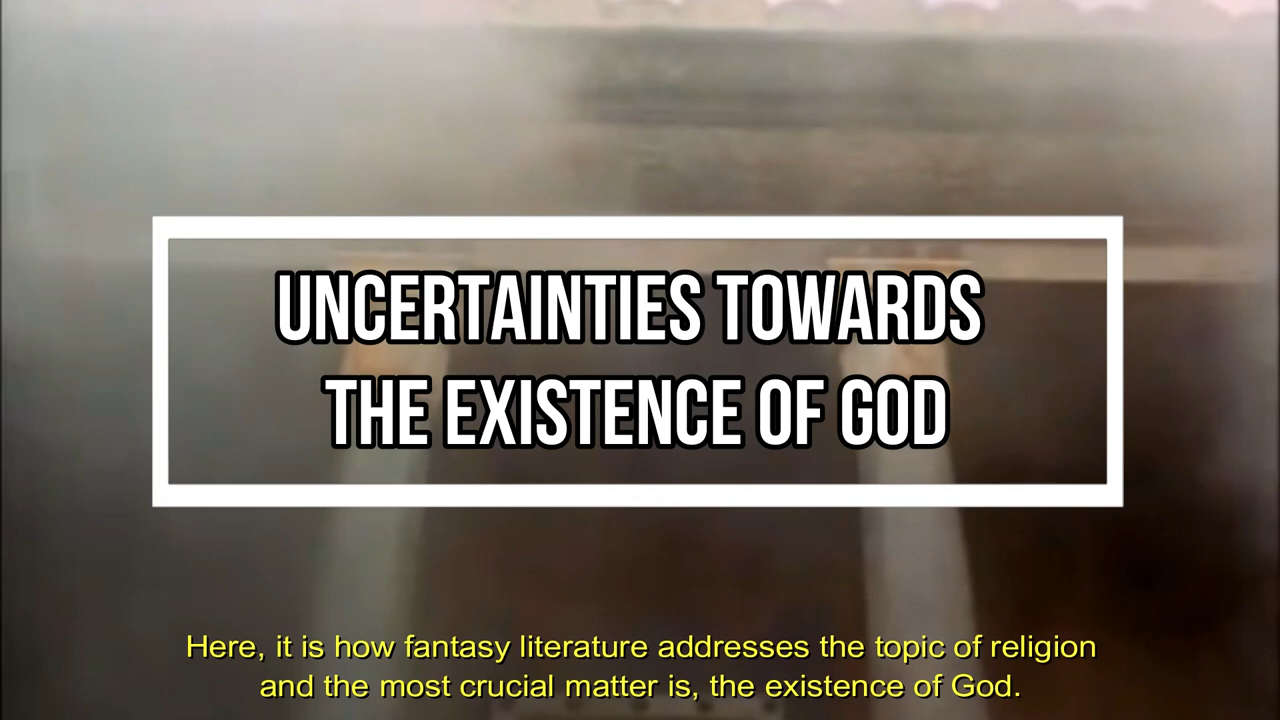 UNCERTAINTIES TOWARDS
THE EXISTENCE OF GOD
Here, it is how fantasy literature addresses the topic of religion
and the most crucial matter is, the existence of God.